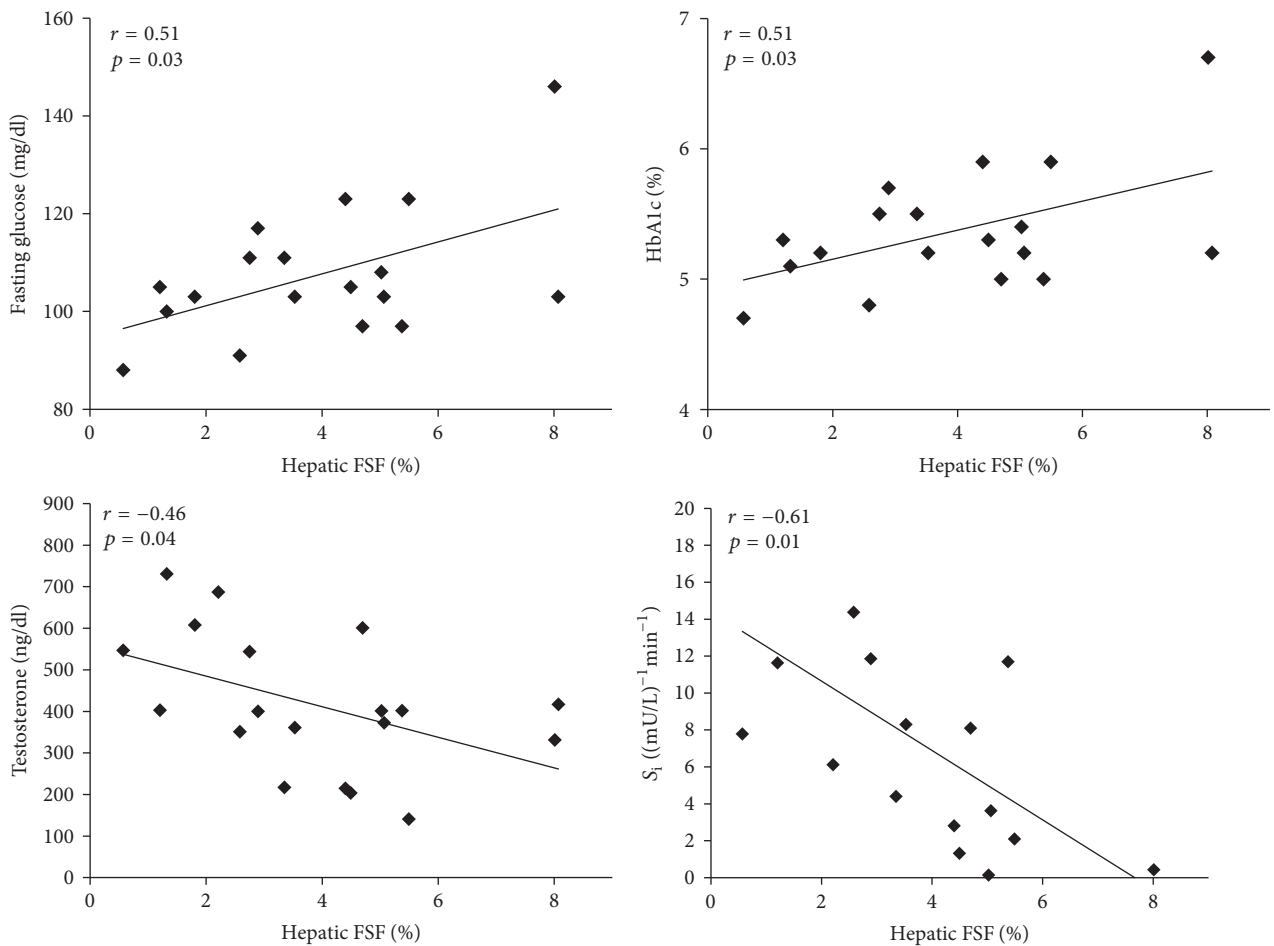 r = 0.51
p = 0.03
Fasting glucose (mg/dl)
160
140
120
100
80
0 2 4 6 8
Hepatic FSF (%)
r = 0.51
p = 0.03
HbA1c (%)
7
6
5
4
0 2 4 6 8
Hepatic FSF (%)
r = −0.46
p = 0.04
Testosterone (ng/dl)
900
800
700
600
500
400
300
200
100
0
0 2 4 6 8
Hepatic FSF (%)
r = −0.61
p = 0.01
Si ((mU/L)−1 min−1)
20
18
16
14
12
10
8
6
4
2
0
0 2 4 6 8
Hepatic FSF (%)